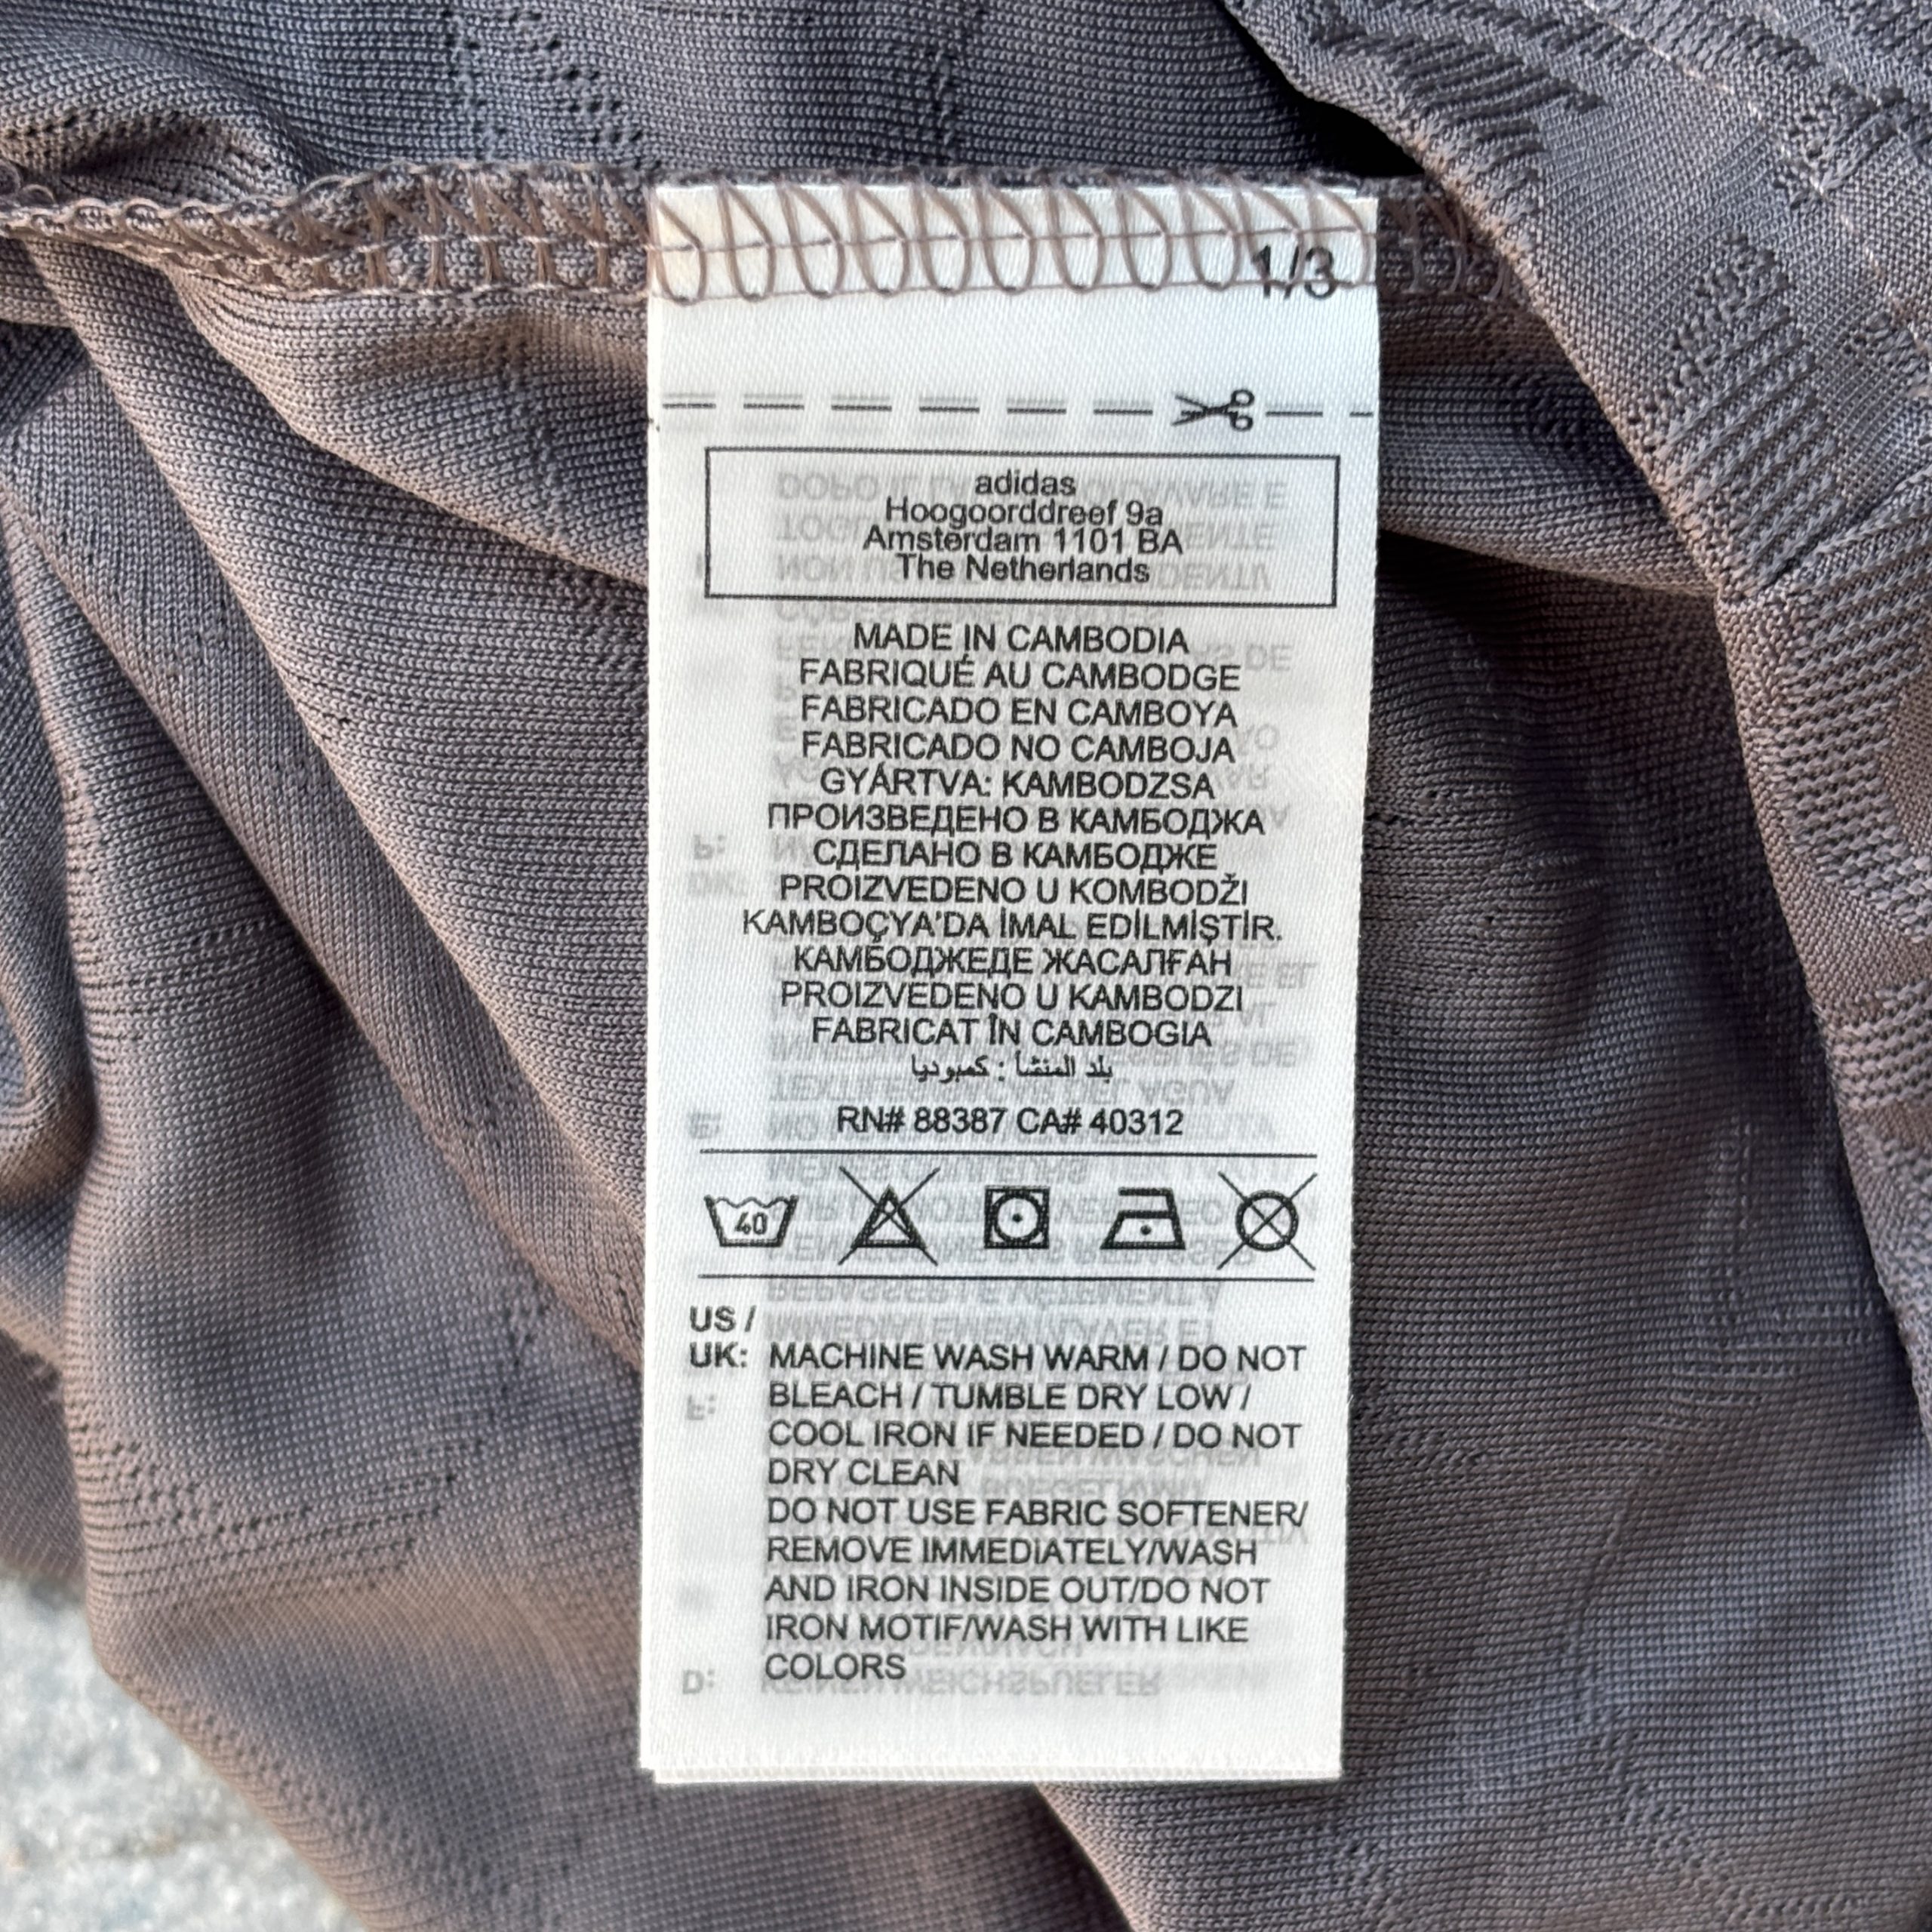 1/3
adidas
Hoogoorddreef 9a
Amsterdam 1101 BA
The Netherlands
MADE IN CAMBODIA
FABRIQUÉ AU CAMBODGE
FABRICADO EN CAMBOYA
FABRICADO NO CAMBOJA
GYÁRTVA: KAMBODZSA
ПРОИЗВЕДЕНО В КАМБОДЖА
СДЕЛАНО В КАМБОДЖЕ
PROIZVEDENO U KOMBODŽI
KAMBOÇYA'DA İMAL EDİLMİŞTİR.
КАМБОДЖЕДЕ ЖАСАЛҒАН
PROIZVEDENO U KAMBODZI
FABRICAT ÎN CAMBOGIA
بلد المنشأ : كمبوديا
RN# 88387 CA# 40312
40
US /
UK: MACHINE WASH WARM / DO NOT
BLEACH / TUMBLE DRY LOW /
COOL IRON IF NEEDED / DO NOT
DRY CLEAN
DO NOT USE FABRIC SOFTENER/
REMOVE IMMEDIATELY/WASH
AND IRON INSIDE OUT/DO NOT
IRON MOTIF/WASH WITH LIKE
COLORS